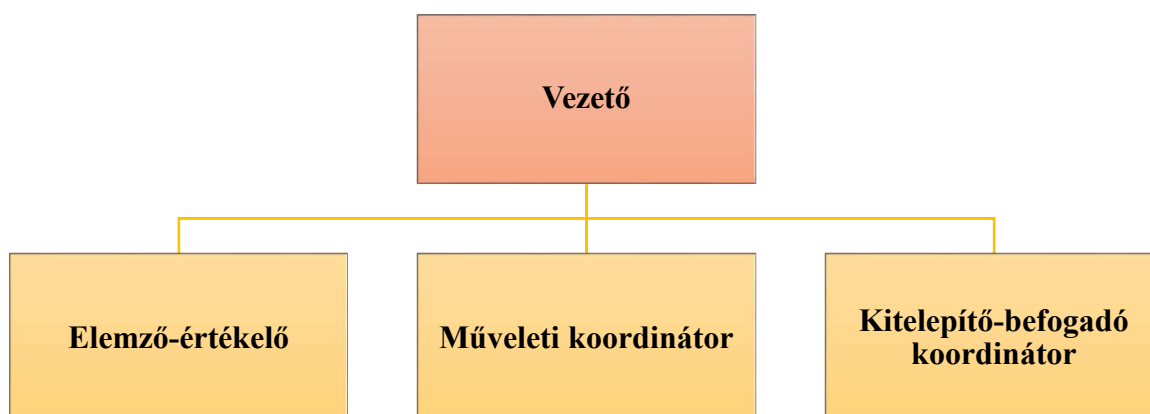 Vezető
Elemző-értékelő
Műveleti koordinátor
Kitelepítő-befogadó
koordinátor